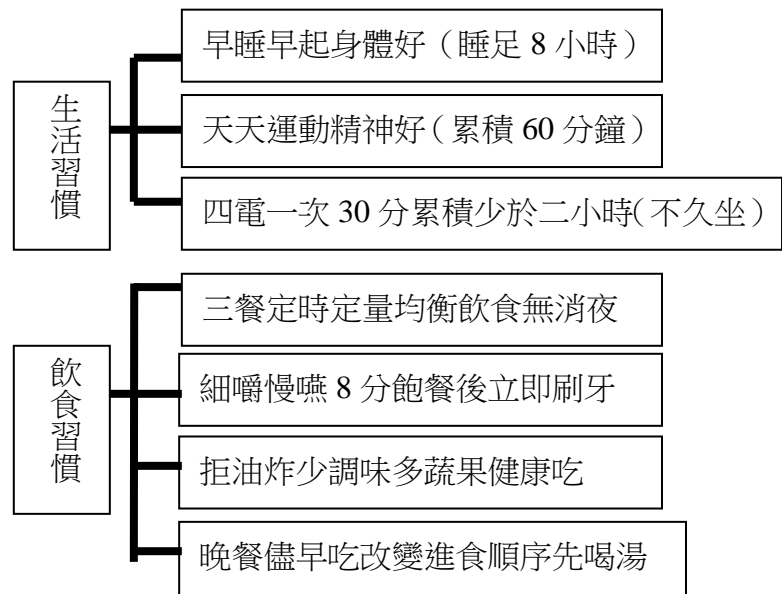 生活習慣
早睡早起身體好（睡足 8 小時）
天天運動精神好（累積 60 分鐘）
四電一次 30 分累積少於二小時（不久坐）
飲食習慣
三餐定時定量均衡飲食無消夜
細嚼慢嚥 8 分飽餐後立即刷牙
拒油炸少調味多蔬果健康吃
晚餐儘早吃改變進食順序先喝湯